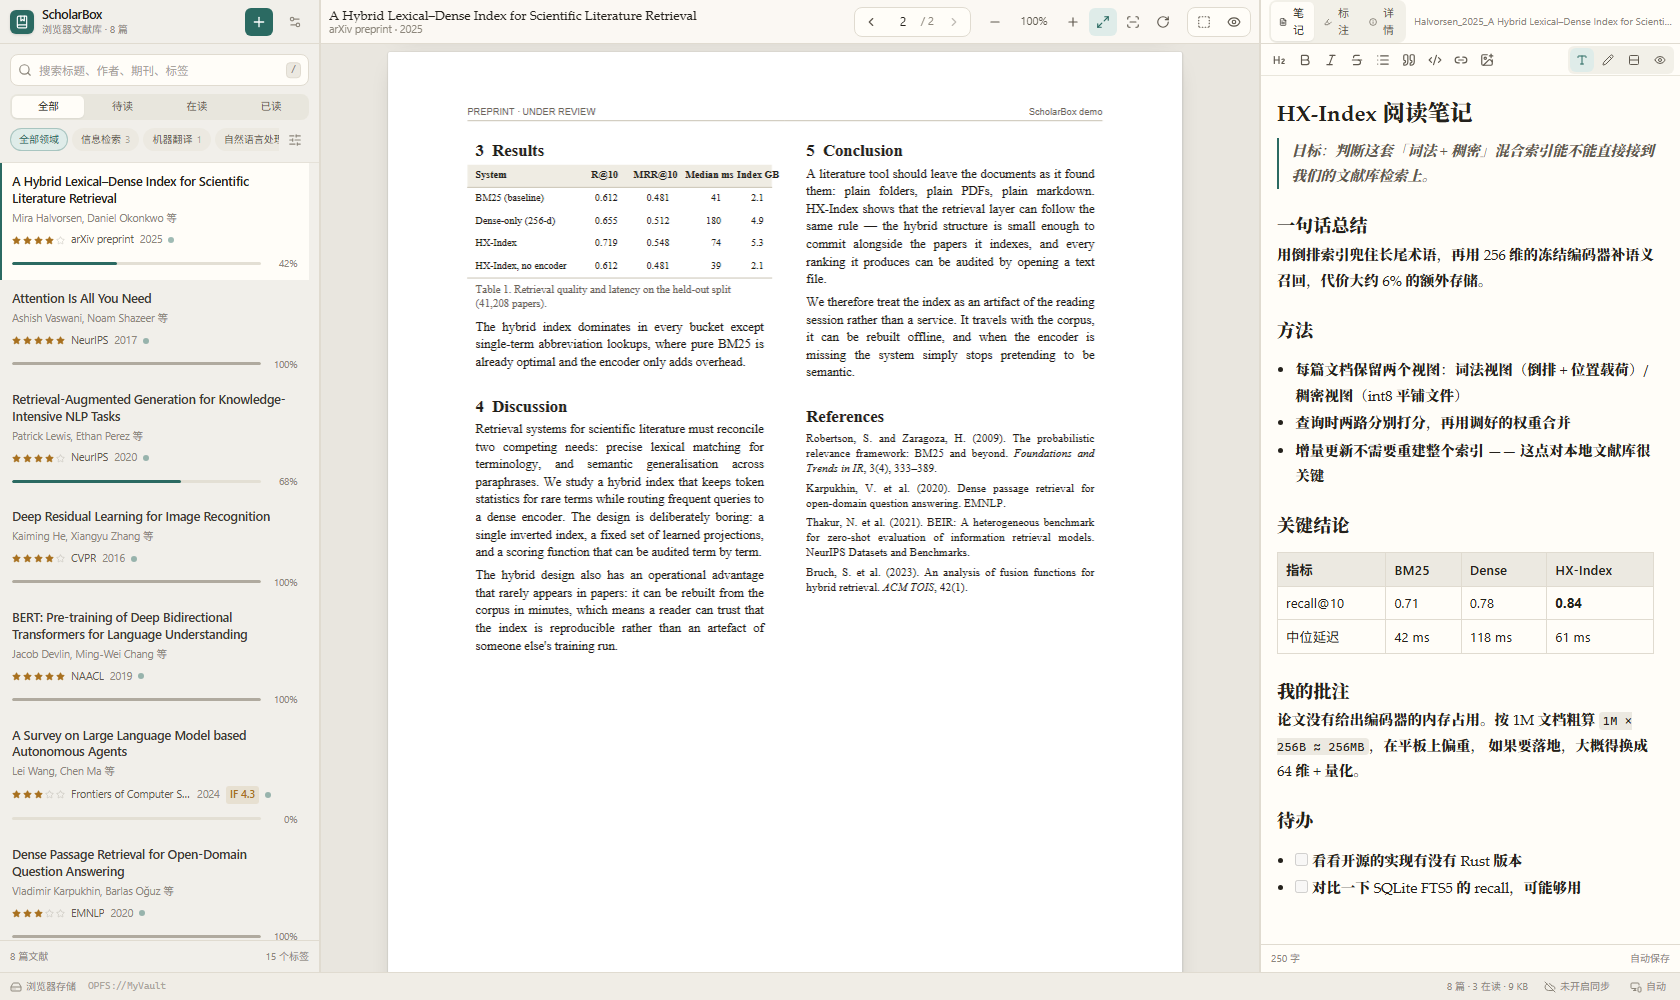 ScholarBox
浏览器文献库 · 8 篇
搜索标题、作者、期刊、标签
/
全部 待读 在读 已读
全部领域 信息检索 3 机器翻译 1 自然语言处理
A Hybrid Lexical–Dense Index for Scientific
Literature Retrieval
Mira Halvorsen, Daniel Okonkwo 等
arXiv preprint 2025
42%
Attention Is All You Need
Ashish Vaswani, Noam Shazeer 等
NeurIPS 2017
100%
Retrieval-Augmented Generation for Knowledge-
Intensive NLP Tasks
Patrick Lewis, Ethan Perez 等
NeurIPS 2020
68%
Deep Residual Learning for Image Recognition
Kaiming He, Xiangyu Zhang 等
CVPR 2016
100%
BERT: Pre-training of Deep Bidirectional
Transformers for Language Understanding
Jacob Devlin, Ming-Wei Chang 等
NAACL 2019
100%
A Survey on Large Language Model based
Autonomous Agents
Lei Wang, Chen Ma 等
Frontiers of Computer S... 2024 IF 4.3
0%
Dense Passage Retrieval for Open-Domain
Question Answering
Vladimir Karpukhin, Barlas Oğuz 等
EMNLP 2020
100%
8 篇文献 15 个标签
A Hybrid Lexical–Dense Index for Scientific Literature Retrieval
arXiv preprint · 2025
2 / 2
100%
PREPRINT · UNDER REVIEW ScholarBox demo
3 Results
System R@10 MRR@10 Median ms Index GB
BM25 (baseline) 0.612 0.481 41 2.1
Dense-only (256-d) 0.655 0.512 180 4.9
HX-Index 0.719 0.548 74 5.3
HX-Index, no encoder 0.612 0.481 39 2.1
Table 1. Retrieval quality and latency on the held-out split
(41,208 papers).
The hybrid index dominates in every bucket except
single-term abbreviation lookups, where pure BM25 is
already optimal and the encoder only adds overhead.
4 Discussion
Retrieval systems for scientific literature must reconcile
two competing needs: precise lexical matching for
terminology, and semantic generalisation across
paraphrases. We study a hybrid index that keeps token
statistics for rare terms while routing frequent queries to
a dense encoder. The design is deliberately boring: a
single inverted index, a fixed set of learned projections,
and a scoring function that can be audited term by term.
The hybrid design also has an operational advantage
that rarely appears in papers: it can be rebuilt from the
corpus in minutes, which means a reader can trust that
the index is reproducible rather than an artefact of
someone else's training run.
5 Conclusion
A literature tool should leave the documents as it found
them: plain folders, plain PDFs, plain markdown.
HX-Index shows that the retrieval layer can follow the
same rule — the hybrid structure is small enough to
commit alongside the papers it indexes, and every
ranking it produces can be audited by opening a text
file.
We therefore treat the index as an artifact of the reading
session rather than a service. It travels with the corpus,
it can be rebuilt offline, and when the encoder is
missing the system simply stops pretending to be
semantic.
References
Robertson, S. and Zaragoza, H. (2009). The probabilistic
relevance framework: BM25 and beyond. Foundations and
Trends in IR, 3(4), 333–389.
Karpukhin, V. et al. (2020). Dense passage retrieval for
open-domain question answering. EMNLP.
Thakur, N. et al. (2021). BEIR: A heterogeneous benchmark
for zero-shot evaluation of information retrieval models.
NeurIPS Datasets and Benchmarks.
Bruch, S. et al. (2023). An analysis of fusion functions for
hybrid retrieval. ACM TOIS, 42(1).
笔记 标注 详情 Halvorsen_2025_A Hybrid Lexical–Dense Index for Scienti...
H2
HX-Index 阅读笔记
目标：判断这套「词法 + 稠密」混合索引能不能直接接到
我们的文献库检索上。
一句话总结
用倒排索引兜住长尾术语，再用 256 维的冻结编码器补语义
召回，代价大约 6% 的额外存储。
方法
• 每篇文档保留两个视图：词法视图（倒排 + 位置载荷）/
稠密视图（int8 平铺文件）
• 查询时两路分别打分，再用调好的权重合并
• 增量更新不需要重建整个索引 —— 这点对本地文献库很
关键
关键结论
指标 BM25 Dense HX-Index
recall@10 0.71 0.78 0.84
中位延迟 42 ms 118 ms 61 ms
我的批注
论文没有给出编码器的内存占用。按 1M 文档粗算 1M ×
256B ≈ 256MB，在平板上偏重， 如果要落地，大概得换成
64 维 + 量化。
待办
• 看看开源的实现有没有 Rust 版本
• 对比一下 SQLite FTS5 的 recall，可能够用
250 字 自动保存
浏览器存储 OPFS://MyVault
8 篇 · 3 在读 · 9 KB 未开启同步 自动